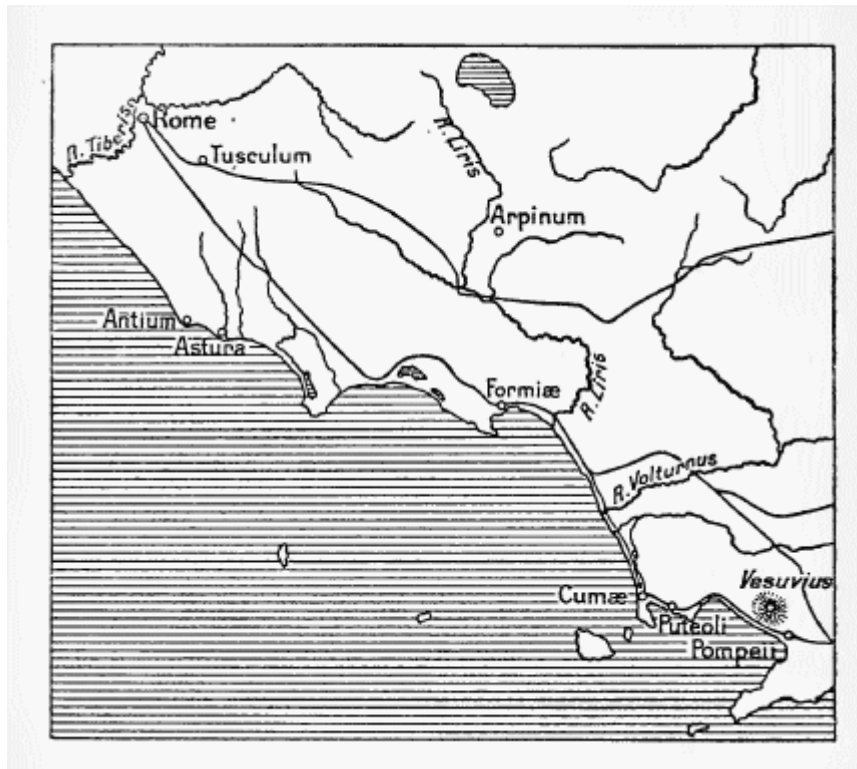 R. Tiberis
Rome
Tusculum
R. Liris
Arpinum
Antium
Astura
Formiæ
R. Liris
R. Volturnus
Cumæ
Vesuvius
Puteoli
Pompeii